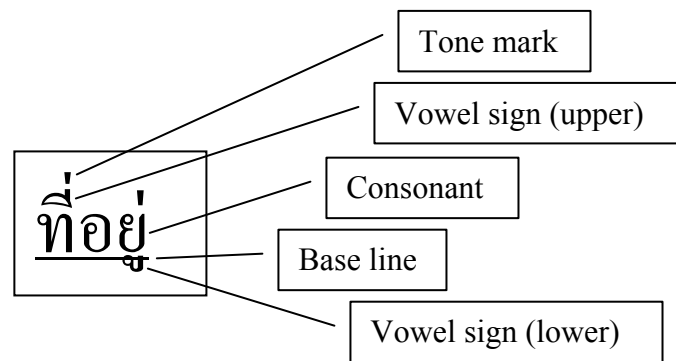 Tone mark
Vowel sign (upper)
ที่อยู่
Consonant
Base line
Vowel sign (lower)